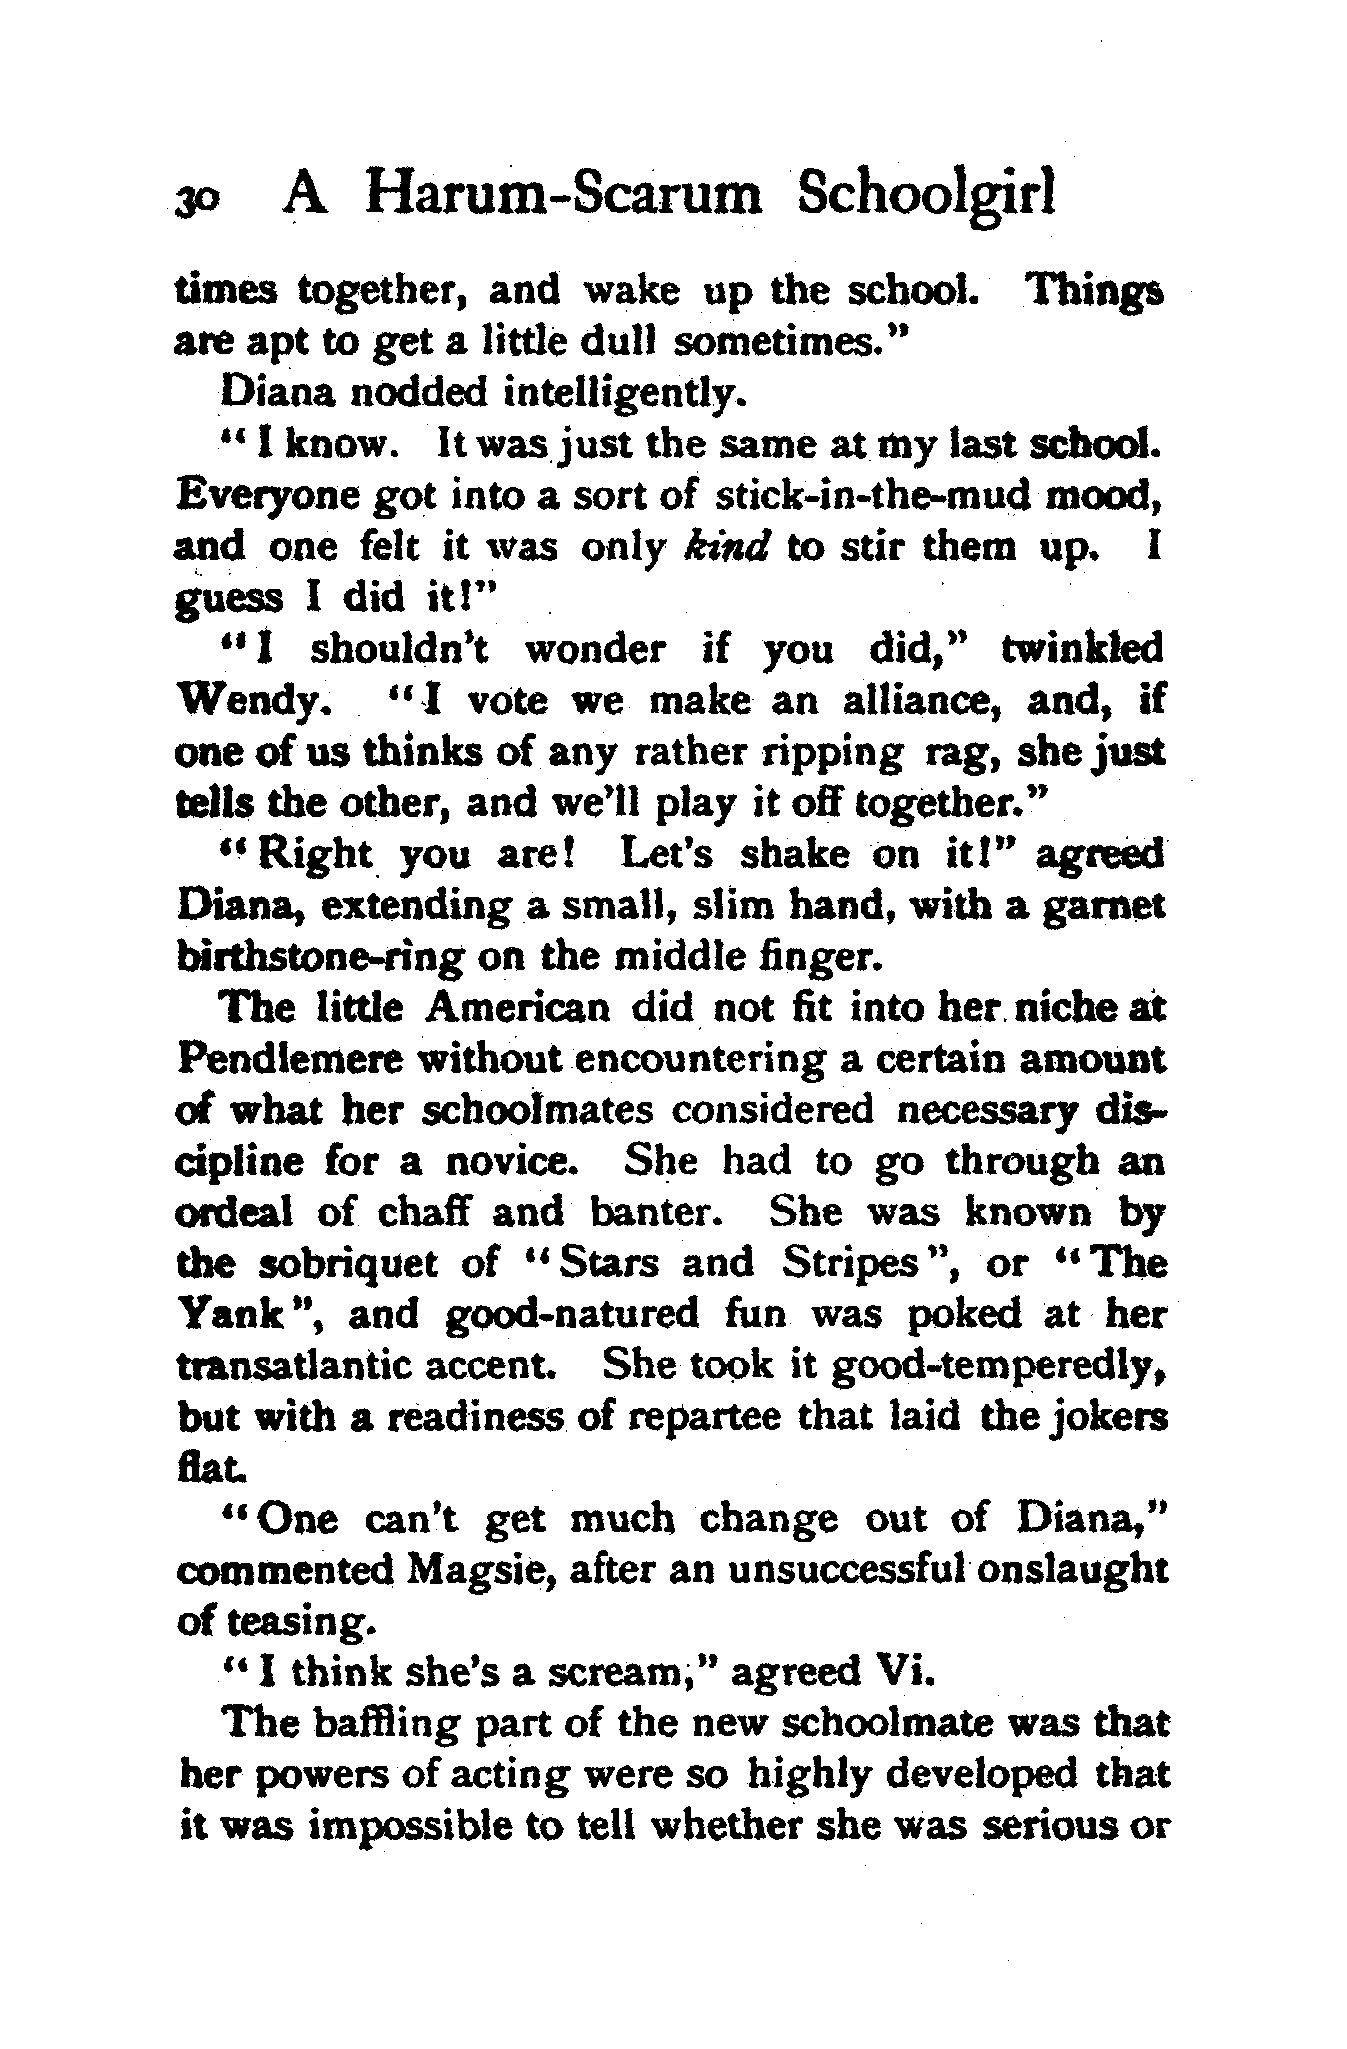 30 A Harum-Scarum Schoolgirl
times together, and wake up the school. Things
are apt to get a little dull sometimes."
Diana nodded intelligently.
"I know. It was just the same at my last school.
Everyone got into a sort of stick-in-the-mud mood,
and one felt it was only kind to stir them up. I
guess I did it!"
"I shouldn't wonder if you did," twinkled
Wendy. "I vote we make an alliance, and, if
one of us thinks of any rather ripping rag, she just
tells the other, and we'll play it off together."
"Right you are! Let's shake on it!" agreed
Diana, extending a small, slim hand, with a garnet
birthstone-ring on the middle finger.
The little American did not fit into her niche at
Pendlemere without encountering a certain amount
of what her schoolmates considered necessary dis-
cipline for a novice. She had to go through an
ordeal of chaff and banter. She was known by
the sobriquet of "Stars and Stripes", or "The
Yank", and good-natured fun was poked at her
transatlantic accent. She took it good-temperedly,
but with a readiness of repartee that laid the jokers
flat.
"One can't get much change out of Diana,"
commented Magsie, after an unsuccessful onslaught
of teasing.
"I think she's a scream," agreed Vi.
The baffling part of the new schoolmate was that
her powers of acting were so highly developed that
it was impossible to tell whether she was serious or